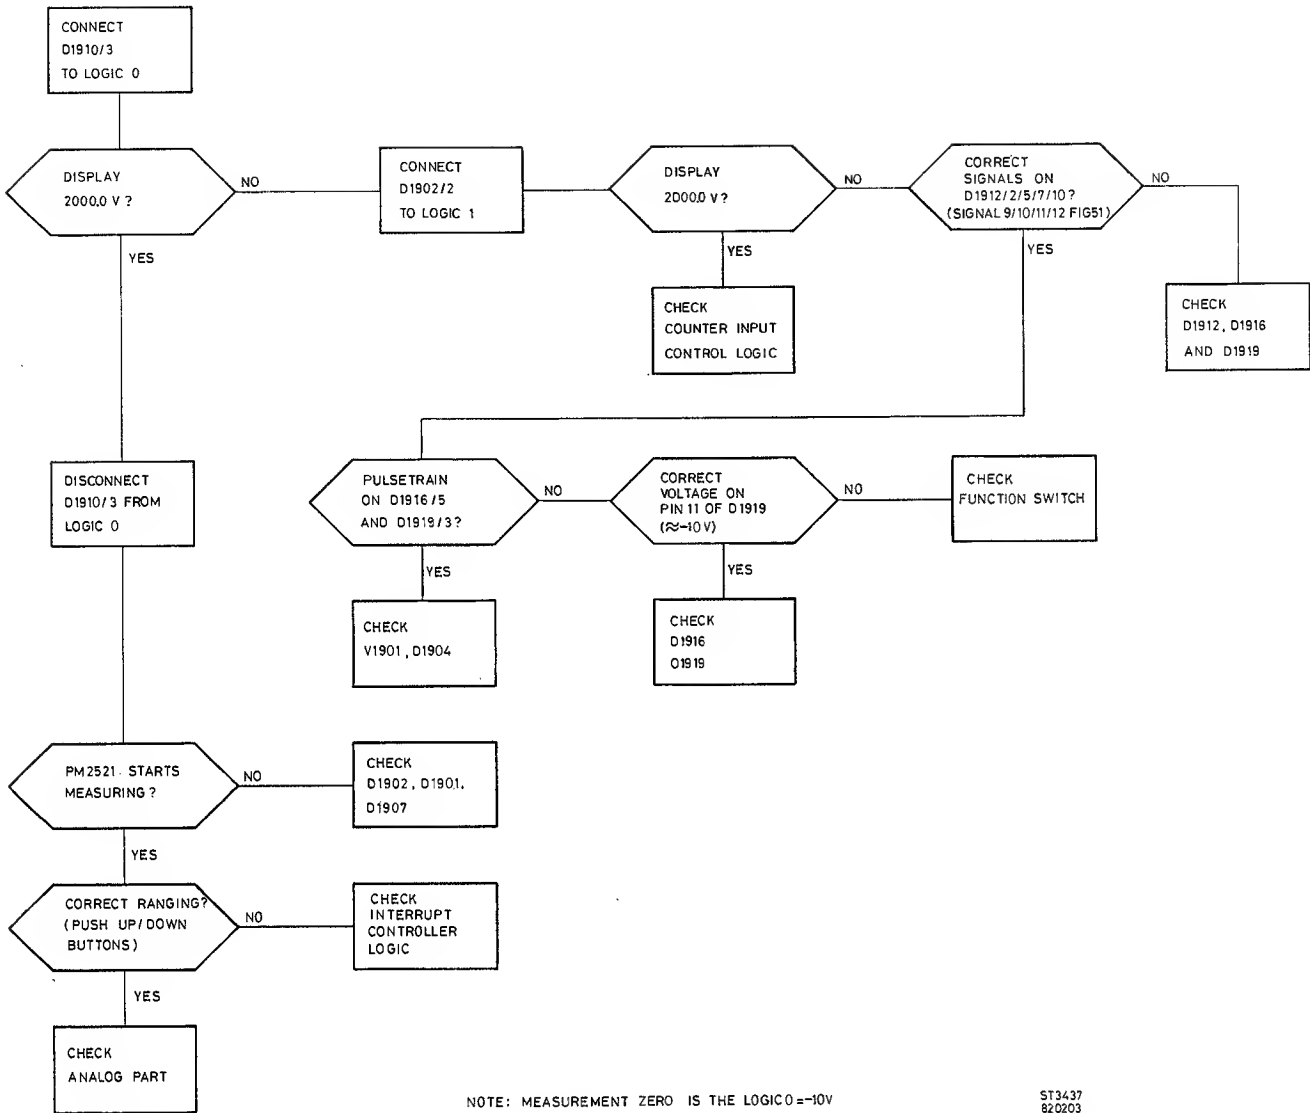 CONNECT
D1910/3
TO LOGIC 0
DISPLAY
2000.0 V ?
NO
YES
CONNECT
D1902/2
TO LOGIC 1
DISPLAY
2D00.0 V?
NO
YES
CORRECT
SIGNALS ON
D1912/2/5/7/10?
(SIGNAL 9/10/11/12 FIG51)
NO
YES
CHECK
COUNTER INPUT
CONTROL LOGIC
CHECK
D1912, D1916
AND D1919
DISCONNECT
D1910/3 FROM
LOGIC 0
PULSETRAIN
ON D1916/5
AND D1919/3?
NO
YES
CORRECT
VOLTAGE ON
PIN 11 OF D1919
(≈-10V)
NO
YES
CHECK
FUNCTION SWITCH
CHECK
V1901, D1904
CHECK
D1916
O1919
PM2521 STARTS
MEASURING?
NO
YES
CHECK
D1902, D1901,
D1907
CORRECT RANGING?
(PUSH UP/DOWN
BUTTONS)
NO
YES
CHECK
INTERRUPT
CONTROLLER
LOGIC
CHECK
ANALOG PART
NOTE: MEASUREMENT ZERO IS THE LOGIC 0 = -10V
ST3437
820203